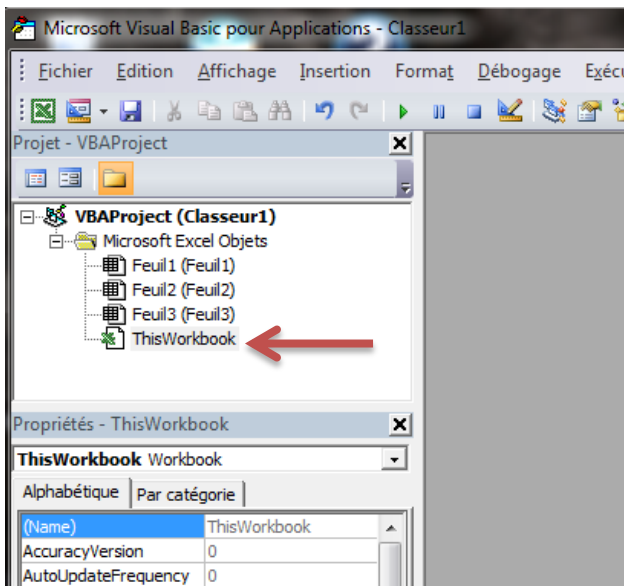 Microsoft Visual Basic pour Applications - Classeur1
Fichier Edition Affichage Insertion Format Débogage
Projet - VBAProject
VBAProject (Classeur1)
Microsoft Excel Objets
Feuil1 (Feuil1)
Feuil2 (Feuil2)
Feuil3 (Feuil3)
ThisWorkbook
Propriétés - ThisWorkbook
ThisWorkbook Workbook
Alphabétique Par catégorie
(Name) ThisWorkbook
AccuracyVersion 0
AutoUpdateFrequency 0